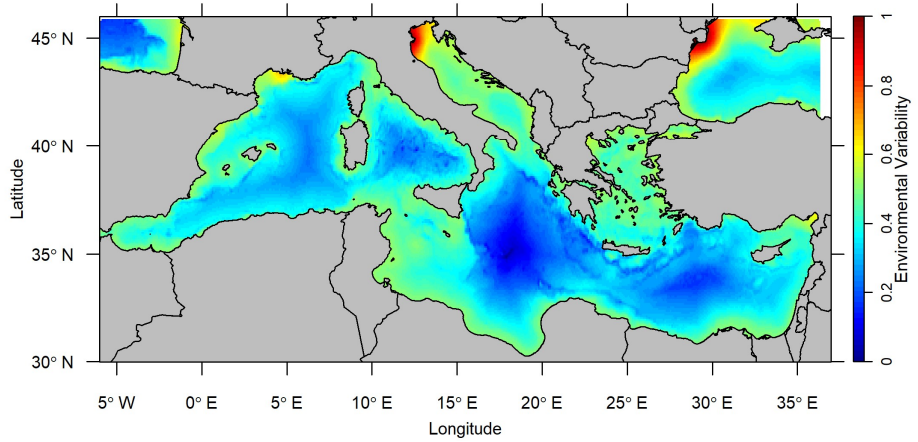 45° N
40° N
35° N
30° N
Latitude
5° W 0° E 5° E 10° E 15° E 20° E 25° E 30° E 35° E
Longitude
1
0.8
0.6
0.4
0.2
0
Environmental Variability